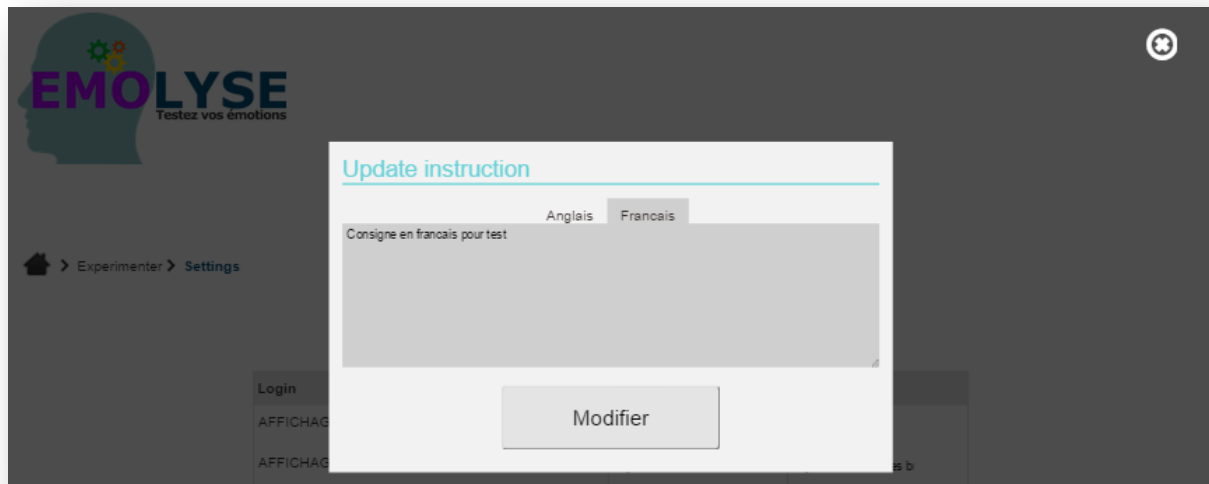 EMOLYSE
Testez vos émotions
Update instruction
Anglais Francais
Consigne en francais pour test
Experimenter Settings
Modifier
Login
AFFICHAG
AFFICHAG